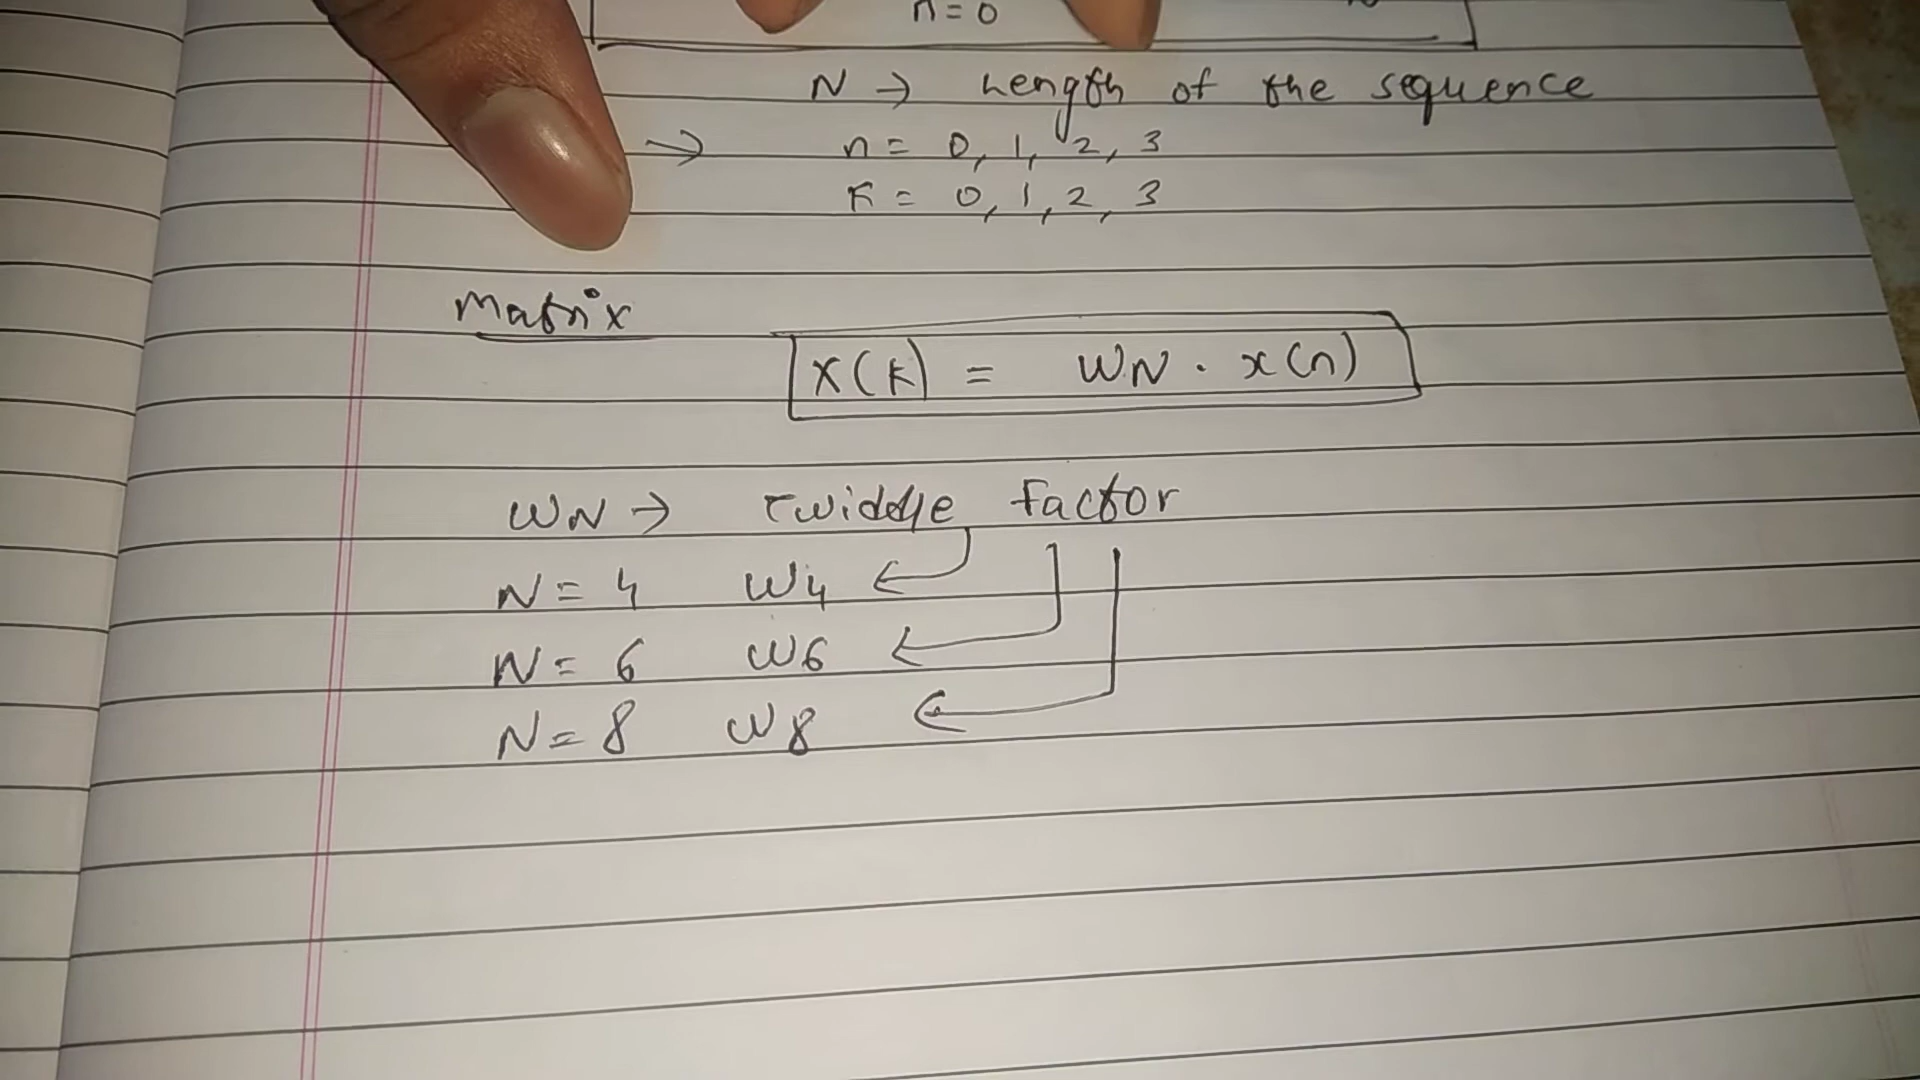 n = 0
N → Length of the sequence
→ n = 0, 1, 2, 3
K = 0, 1, 2, 3
Matrix
X(K) = WN . x(n)
WN → Twiddle Factor
N = 4 W4 ←
N = 6 W6 ←
N = 8 W8 ←